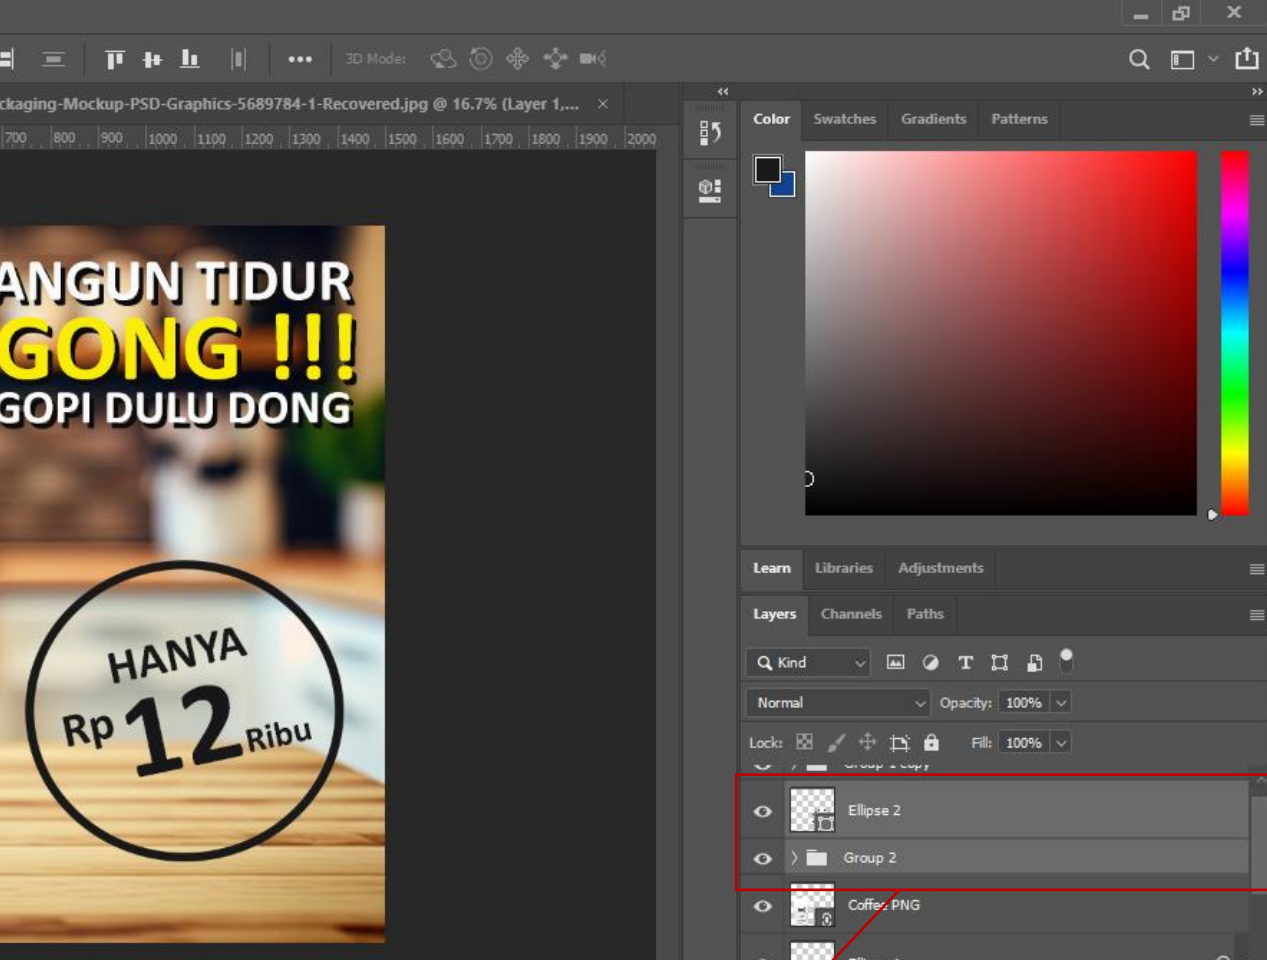 3D Mode:
ckaging-Mockup-PSD-Graphics-5689784-1-Recovered.jpg @ 16.7% (Layer 1,... ×
700 800 900 1000 1100 1200 1300 1400 1500 1600 1700 1800 1900 2000
Color Swatches Gradients Patterns
ANGUN TIDUR
GONG !!!
GOPI DULU DONG
HANYA
Rp 12 Ribu
Learn Libraries Adjustments
Layers Channels Paths
Kind
Normal Opacity: 100%
Lock: Fill: 100%
Group 1 copy
Ellipse 2
Group 2
Coffee PNG